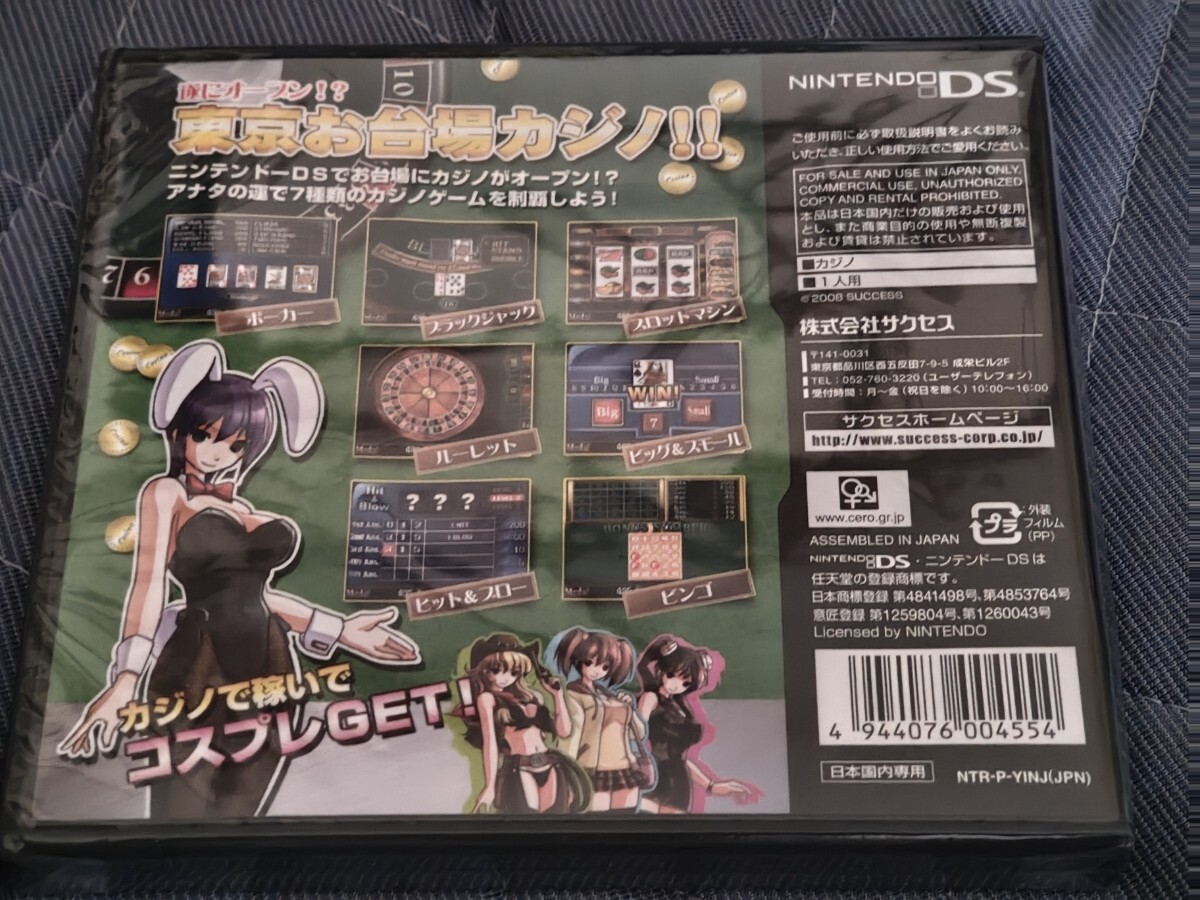 遂にオープン!?
東京お台場カジノ!!
ニンテンドーDSでお台場にカジノがオープン!?
アナタの運で7種類のカジノゲームを制覇しよう!
10
9
ポーカー
HIT
STAND
ブラックジャック
スロットマシン
ルーレット
Big
Small
WIN!
Big
7
Small
ビッグ&スモール
Hit
&
Blow
? ? ?
ヒット&ブロー
ビンゴ
カジノで稼いで
コスプレGET!
NINTENDO DS
ご使用前に必ず取扱説明書をよくお読み
いただき、正しい使用方法でご愛用ください。
FOR SALE AND USE IN JAPAN ONLY.
COMMERCIAL USE, UNAUTHORIZED
COPY AND RENTAL PROHIBITED.
本品は日本国内だけの販売および使用
とし、また商業目的の使用や無断複製
および賃貸は禁止されています。
■カジノ
■1人用
©2008 SUCCESS
株式会社サクセス
〒141-0031
東京都品川区西五反田7-9-5 成栄ビル2F
TEL:052-760-3220(ユーザーテレフォン)
受付時間:月~金(祝日を除く)10:00~16:00
サクセスホームページ
http://www.success-corp.co.jp/
www.cero.gr.jp
プラ
外装
フィルム
(PP)
ASSEMBLED IN JAPAN
NINTENDO DS・ニンテンドーDSは
任天堂の登録商標です。
日本商標登録 第4841498号、第4853764号
意匠登録 第1259804号、第1260043号
Licensed by NINTENDO
4 944076 004554
日本国内専用
NTR-P-YINJ(JPN)